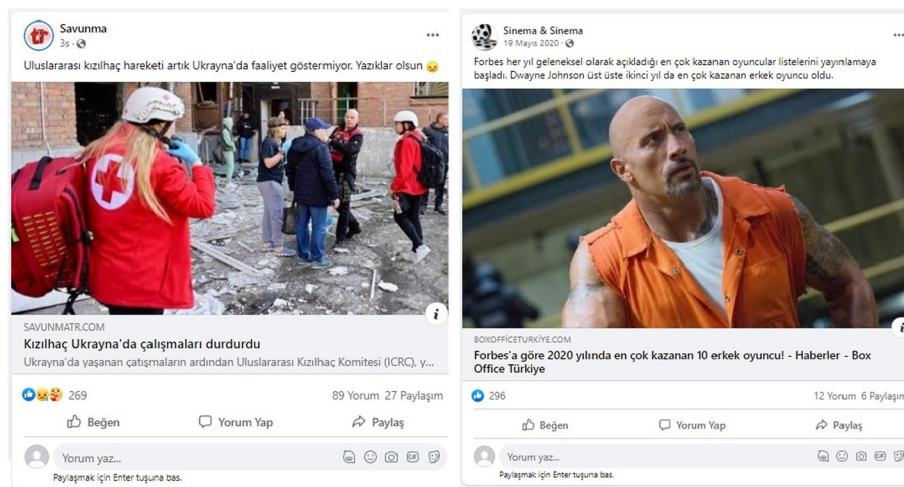 Savunma
3s
Uluslararası kızılhaç hareketi artık Ukrayna'da faaliyet göstermiyor. Yazıklar olsun
SAVUNMATR.COM
Kızılhaç Ukrayna'da çalışmaları durdurdu
Ukrayna'da yaşanan çatışmaların ardından Uluslararası Kızılhaç Komitesi (ICRC), y...
269
89 Yorum 27 Paylaşım
Beğen
Yorum Yap
Paylaş
Yorum yaz...
Paylaşmak için Enter tuşuna bas.
Sinema & Sinema
19 Mayıs 2020
Forbes her yıl geleneksel olarak açıkladığı en çok kazanan oyuncular listelerini yayınlamaya
başladı. Dwayne Johnson üst üste ikinci yıl da en çok kazanan erkek oyuncu oldu.
BOXOFFICETURKIYE.COM
Forbes'a göre 2020 yılında en çok kazanan 10 erkek oyuncu! - Haberler - Box
Office Türkiye
296
12 Yorum 6 Paylaşım
Beğen
Yorum Yap
Paylaş
Yorum yaz...
Paylaşmak için Enter tuşuna bas.